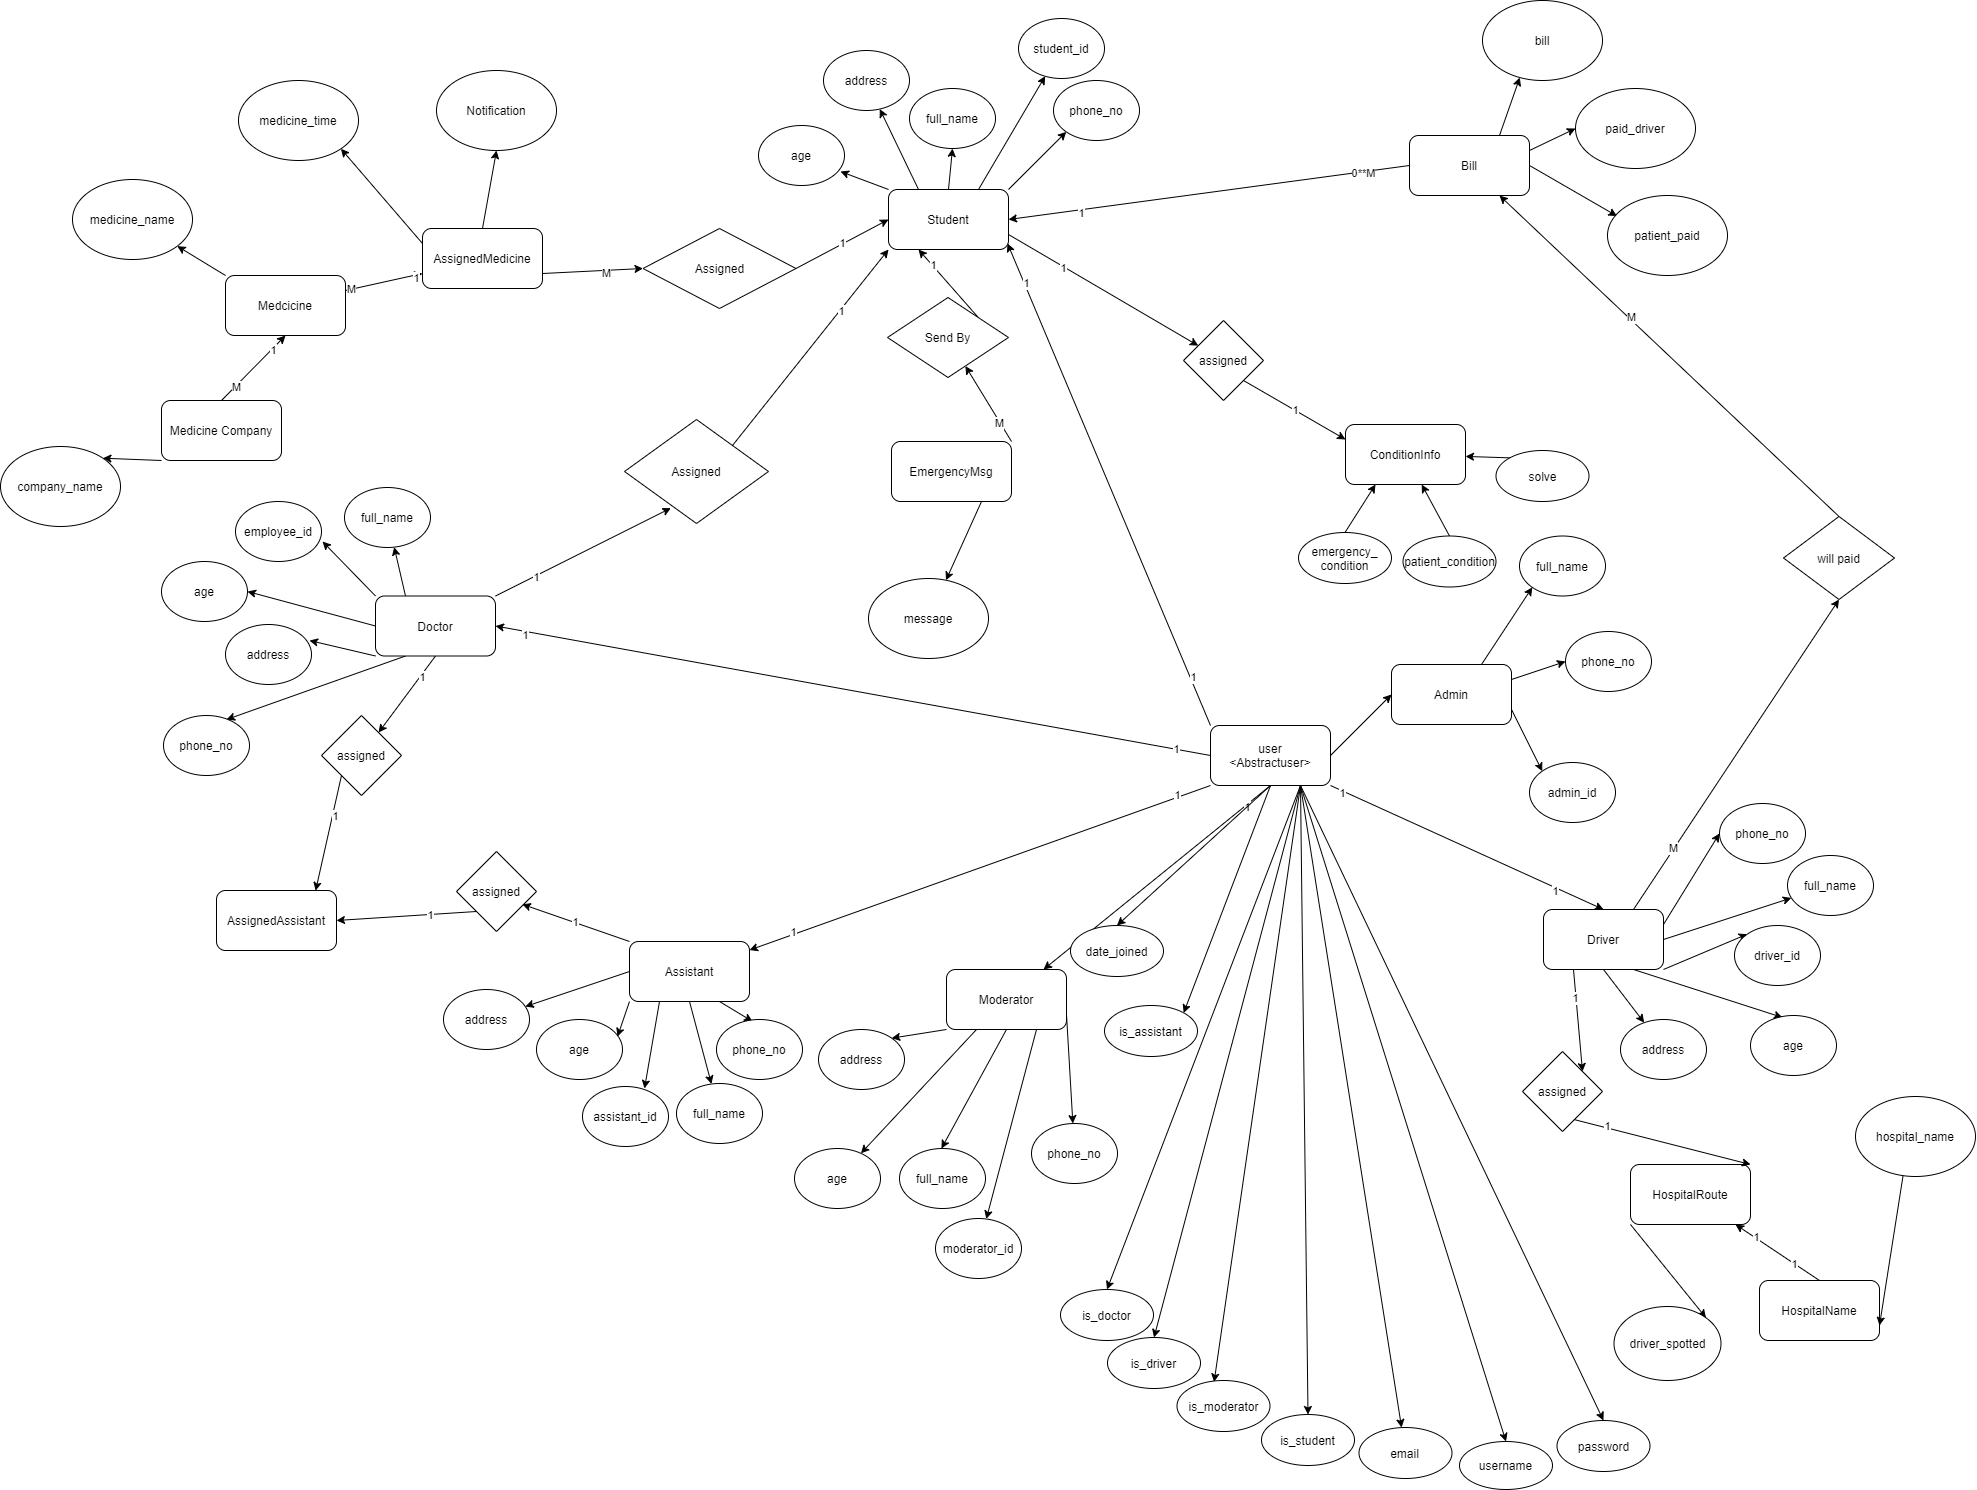 bill
student_id
address
phone_no
full_name
Notification
medicine_time
paid_driver
age
Bill
0**M
medicine_name
1
Student
patient_paid
1
AssignedMedicine
Assigned
M
1
1
1
M
1
Medcicine
1
1
M
Send By
1
assigned
M
Medicine Company
1
M
ConditionInfo
EmergencyMsg
Assigned
solve
company_name
full_name
employee_id
emergency_
condition
patient_condition
will paid
full_name
1
age
message
Doctor
1
address
phone_no
1
1
Admin
phone_no
1
user
<Abstractuser>
assigned
1
1
1
admin_id
1
phone_no
M
full_name
assigned
1
1
AssignedAssistant
1
1
Driver
date_joined
driver_id
Assistant
Moderator
1
address
is_assistant
age
phone_no
address
address
age
assigned
full_name
assistant_id
1
hospital_name
phone_no
age
full_name
HospitalRoute
1
moderator_id
1
HospitalName
is_doctor
driver_spotted
is_driver
is_moderator
is_student
password
email
username